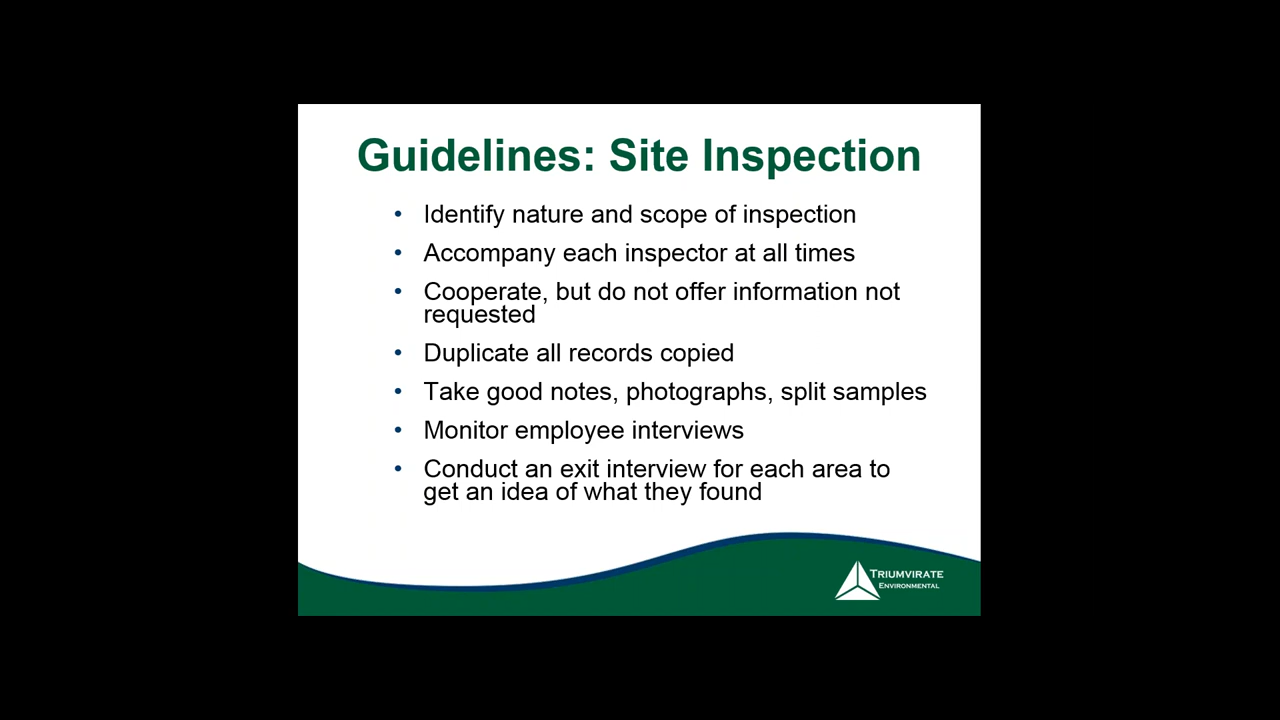 Guidelines: Site Inspection
• Identify nature and scope of inspection
• Accompany each inspector at all times
• Cooperate, but do not offer information not
requested
• Duplicate all records copied
• Take good notes, photographs, split samples
• Monitor employee interviews
• Conduct an exit interview for each area to
get an idea of what they found
TRIUMVIRATE
ENVIRONMENTAL